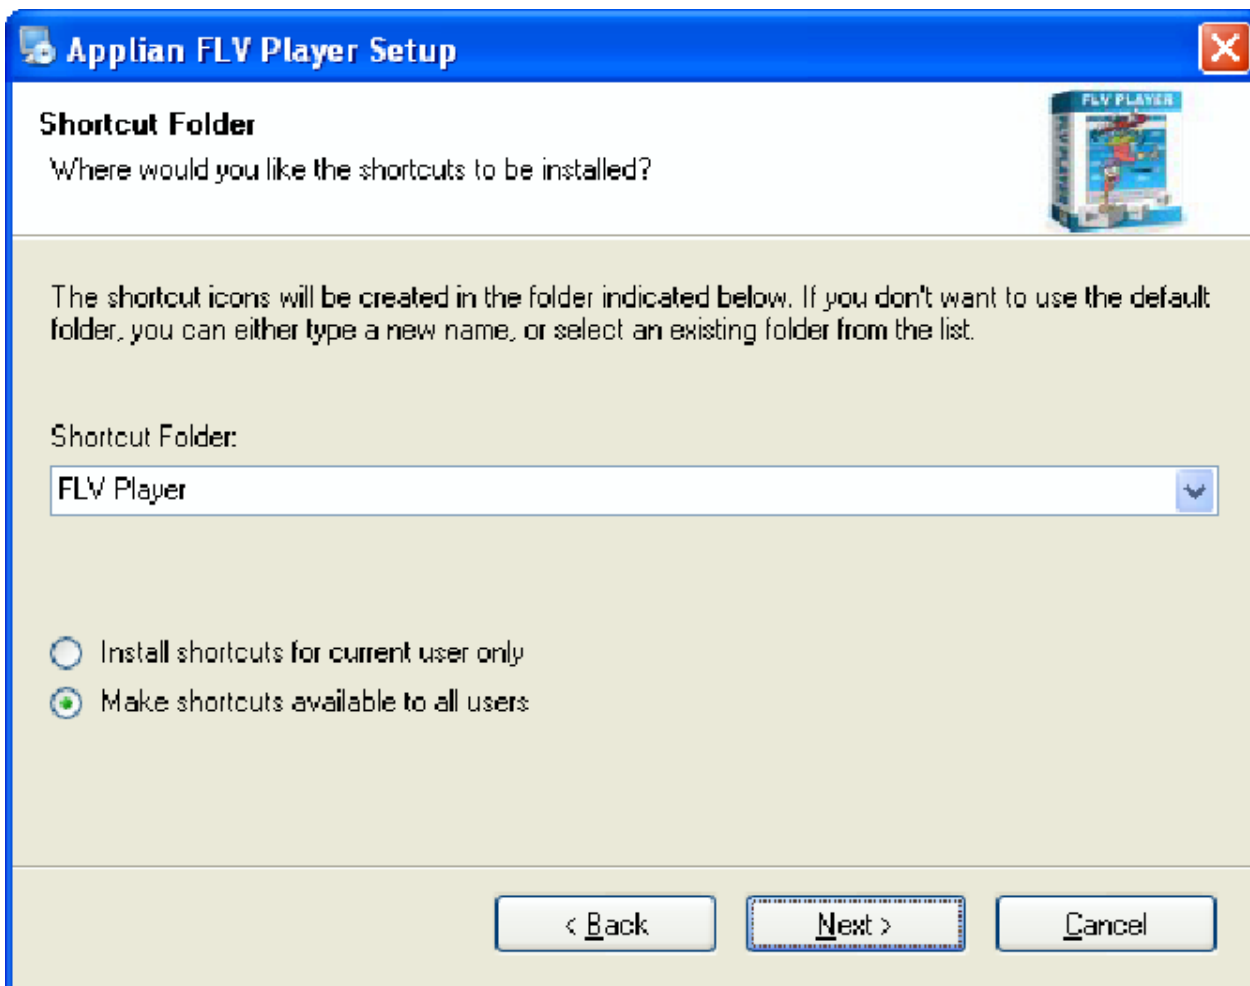 Applian FLV Player Setup
Shortcut Folder
Where would you like the shortcuts to be installed?
FLV PLAYER
The shortcut icons will be created in the folder indicated below. If you don't want to use the default
folder, you can either type a new name, or select an existing folder from the list.
Shortcut Folder:
FLV Player
Install shortcuts for current user only
Make shortcuts available to all users
< Back
Next >
Cancel